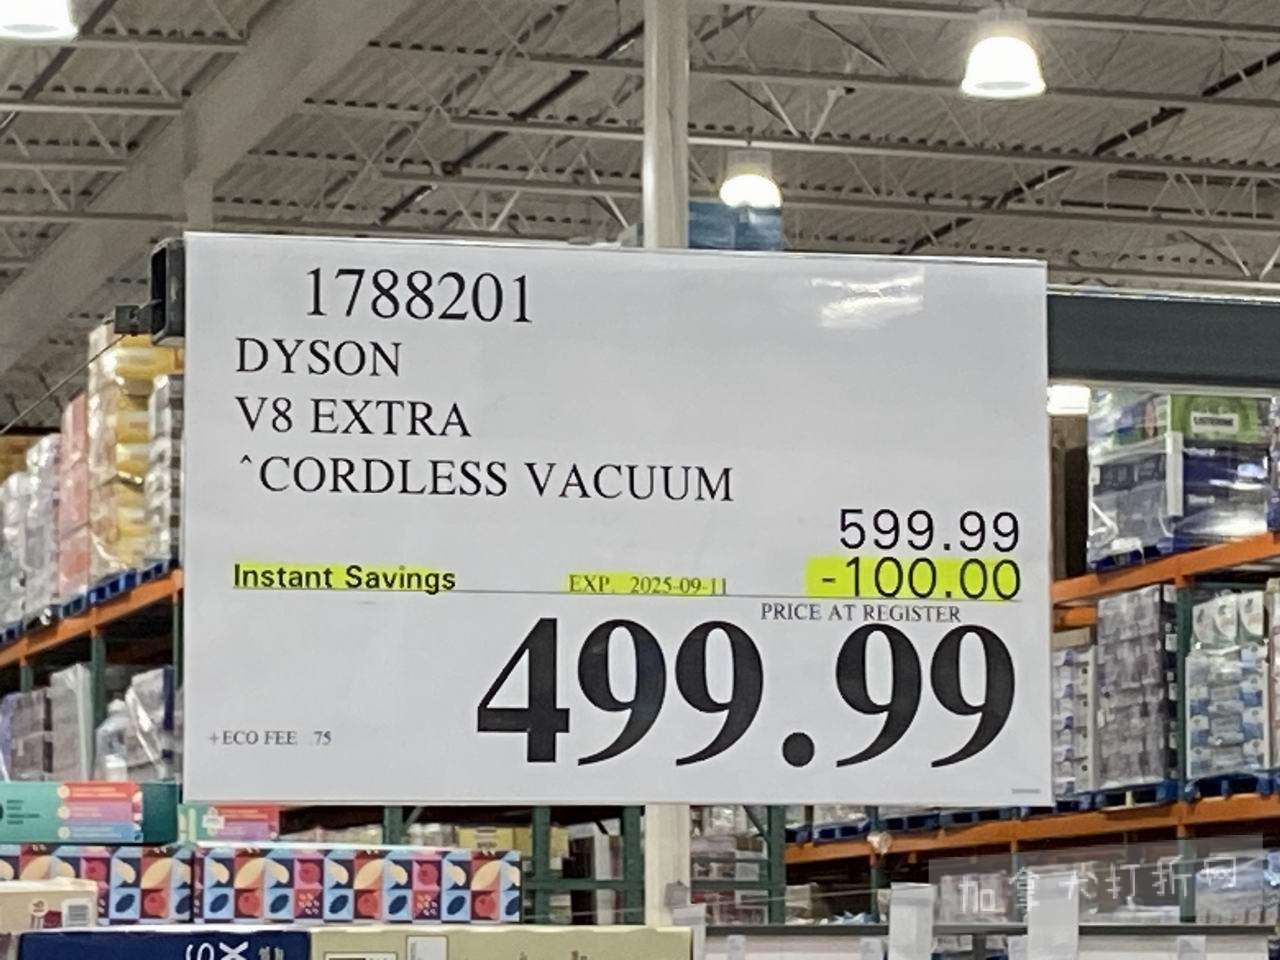 1788201
DYSON
V8 EXTRA
^CORDLESS VACUUM
599.99
Instant Savings EXP. 2025-09-11 -100.00
PRICE AT REGISTER
499.99
+ECO FEE .75
加拿大打折网